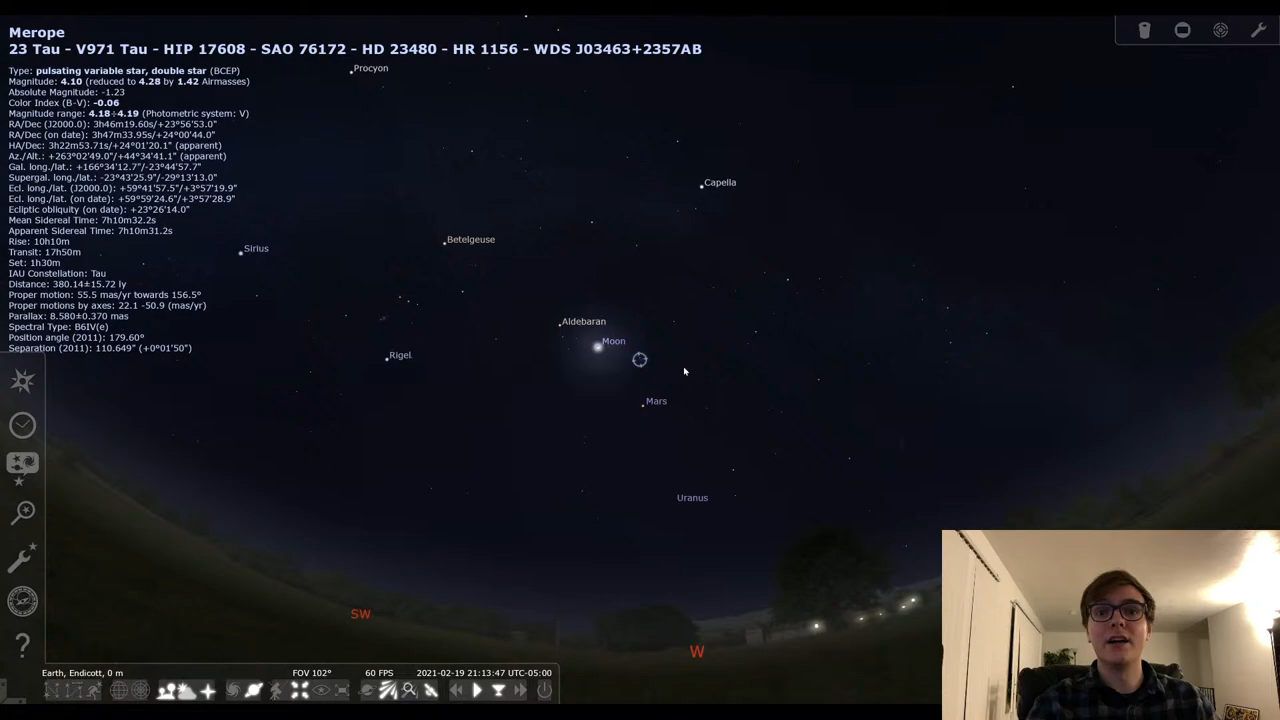 Merope
23 Tau - V971 Tau - HIP 17608 - SAO 76172 - HD 23480 - HR 1156 - WDS J03463+2357AB
Type: pulsating variable star, double star (BCEP)
Magnitude: 4.10 (reduced to 4.28 by 1.42 Airmasses)
Absolute Magnitude: -1.23
Color Index (B-V): -0.06
Magnitude range: 4.18÷4.19 (Photometric system: V)
RA/Dec (J2000.0): 3h46m19.60s/+23°56'53.0"
RA/Dec (on date): 3h47m33.95s/+24°00'44.0"
HA/Dec: 3h22m53.71s/+24°01'20.1" (apparent)
Az./Alt.: +263°02'49.0"/+44°34'41.1" (apparent)
Gal. long./lat.: +166°34'12.7"/-23°44'57.7"
Supergal. long./lat.: -23°43'25.9"/-29°13'13.0"
Ecl. long./lat. (J2000.0): +59°41'57.5"/+3°57'19.9"
Ecl. long./lat. (on date): +59°59'24.6"/+3°57'28.9"
Ecliptic obliquity (on date): +23°26'14.0"
Mean Sidereal Time: 7h10m32.2s
Apparent Sidereal Time: 7h10m31.2s
Rise: 10h10m
Transit: 17h50m
Set: 1h30m
IAU Constellation: Tau
Distance: 380.14±15.72 ly
Proper motion: 55.5 mas/yr towards 156.5°
Proper motions by axes: 22.1 -50.9 (mas/yr)
Parallax: 8.580±0.370 mas
Spectral Type: B6IV(e)
Position angle (2011): 179.60°
Separation (2011): 110.649" (+0°01'50")
Procyon
Capella
Betelgeuse
Sirius
Aldebaran
Moon
Rigel
Mars
Uranus
SW
W
Earth, Endicott, 0 m
FOV 102°
60 FPS
2021-02-19 21:13:47 UTC-05:00